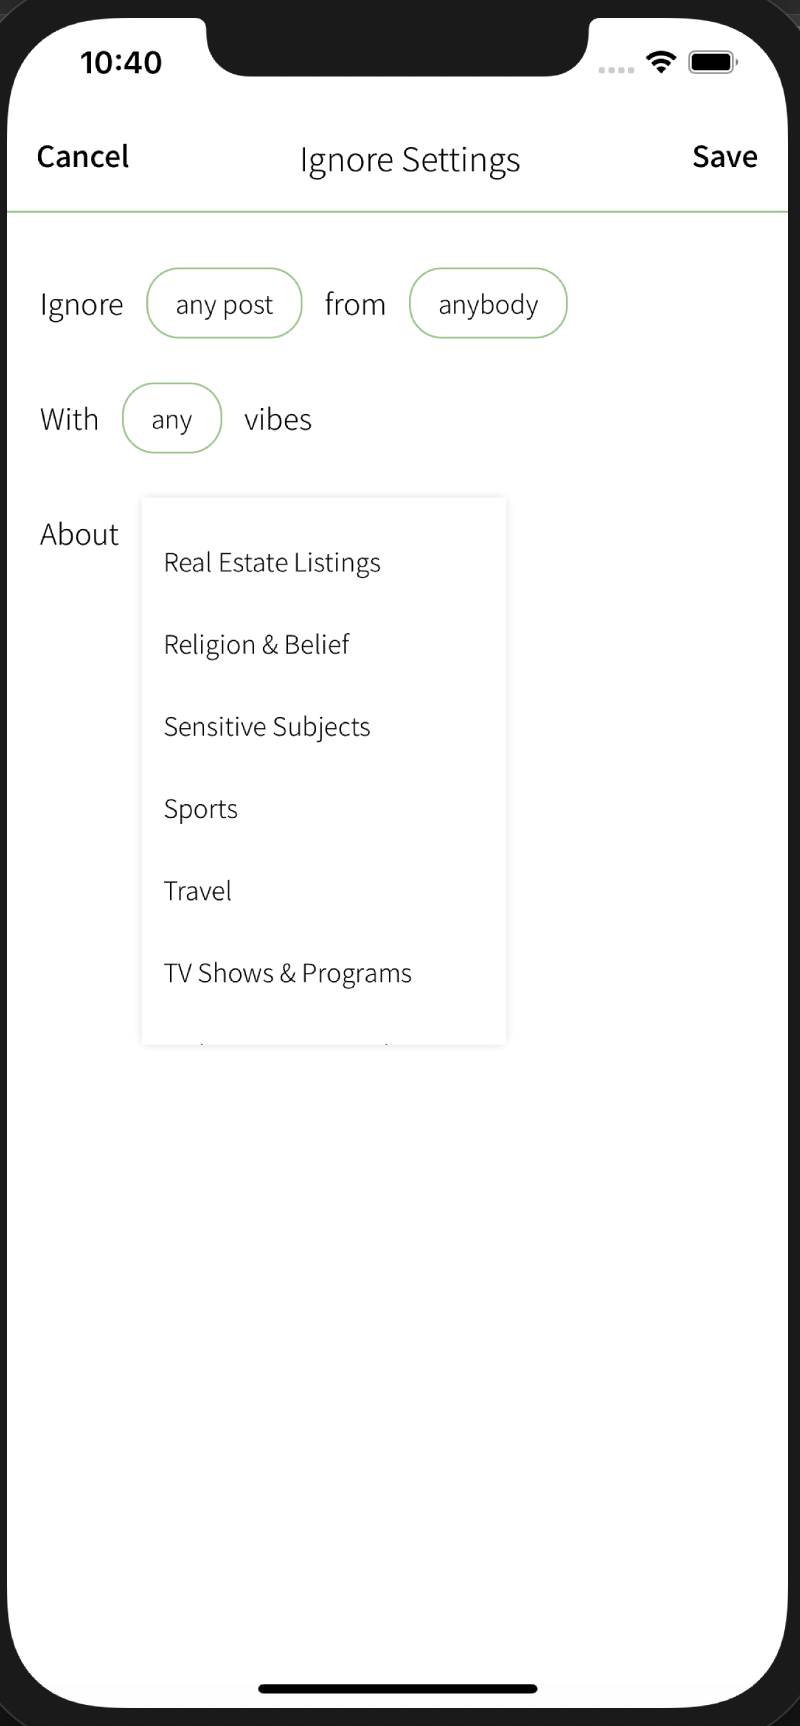 10:40
Cancel Ignore Settings Save
Ignore any post from anybody
With any vibes
About
Real Estate Listings
Religion & Belief
Sensitive Subjects
Sports
Travel
TV Shows & Programs